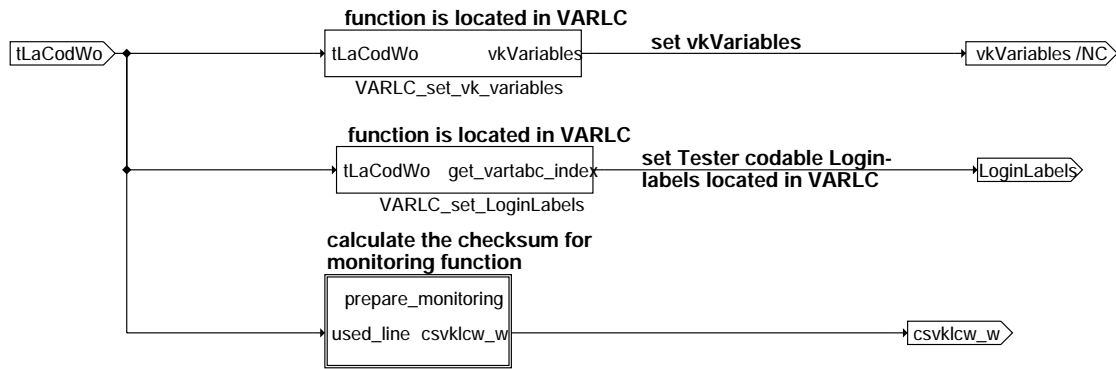 function is located in VARLC
tLaCodWo
tLaCodWo vkVariables
set vkVariables
vkVariables /NC
VARLC_set_vk_variables
function is located in VARLC
tLaCodWo get_vartabc_index
set Tester codable Login-
labels located in VARLC
LoginLabels
VARLC_set_LoginLabels
calculate the checksum for
monitoring function
prepare_monitoring
used_line csvklcw_w
csvklcw_w